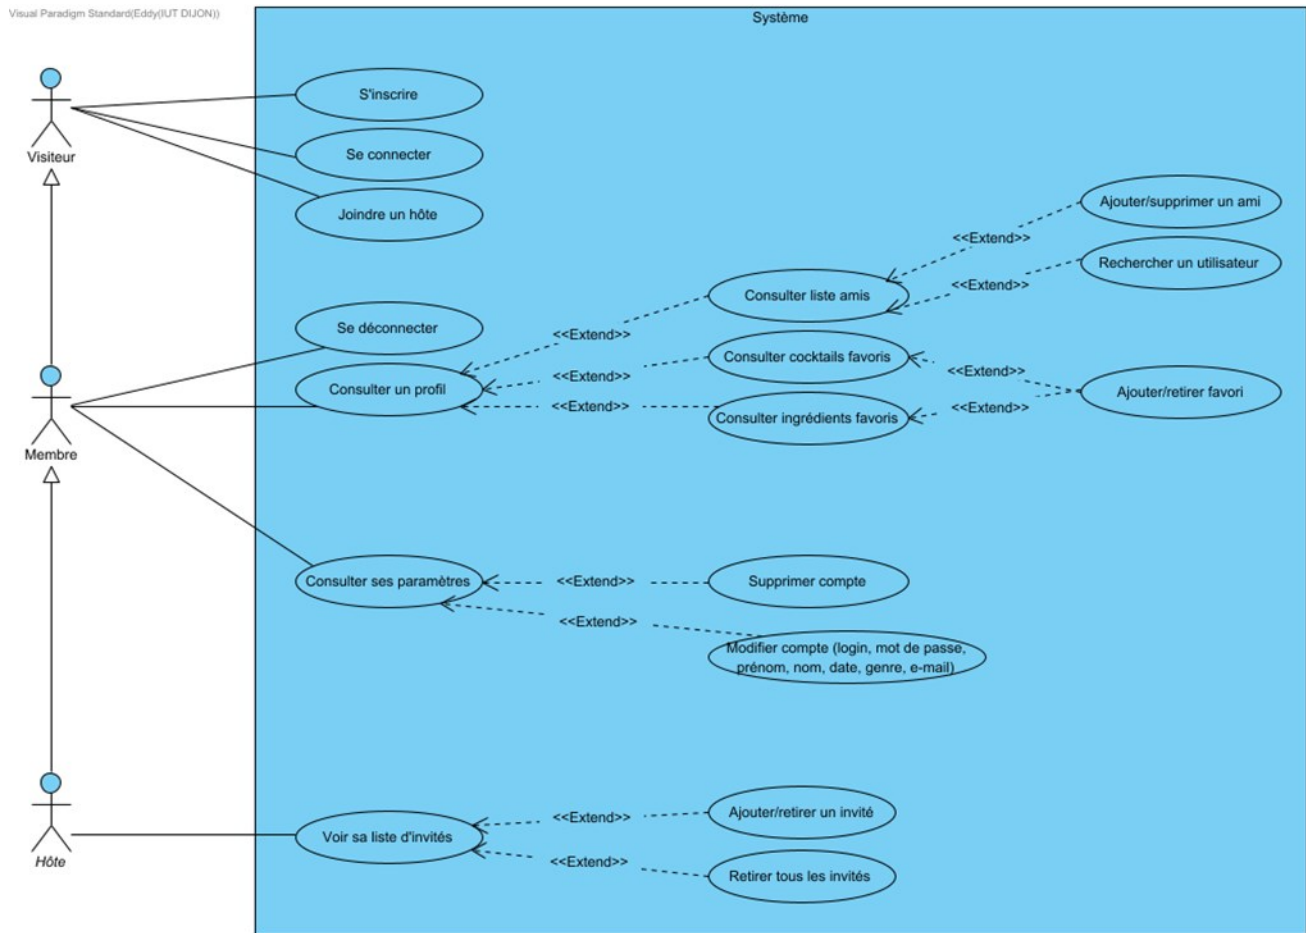 Visual Paradigm Standard(Eddy(IUT DIJON))
Système
S'inscrire
Visiteur
Se connecter
Joindre un hôte
Ajouter/supprimer un ami
<<Extend>>
Rechercher un utilisateur
<<Extend>>
Consulter liste amis
Se déconnecter
<<Extend>>
Consulter cocktails favoris
<<Extend>>
<<Extend>>
Consulter un profil
Ajouter/retirer favori
<<Extend>>
<<Extend>>
Consulter ingrédients favoris
Membre
Consulter ses paramètres
<<Extend>>
Supprimer compte
<<Extend>>
Modifier compte (login, mot de passe,
prénom, nom, date, genre, e-mail)
Ajouter/retirer un invité
<<Extend>>
Voir sa liste d'invités
Hôte
<<Extend>>
Retirer tous les invités